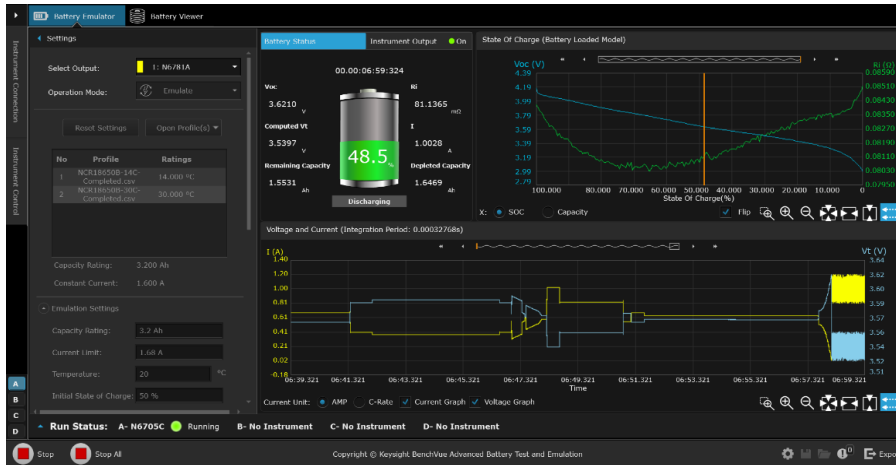 Battery Emulator
Battery Viewer
Instrument Connection
Instrument Control
Settings
Select Output:
1: N6781A
Operation Mode:
Emulate
Reset Settings
Open Profile(s)
No Profile Ratings
1 NCR18650B-14C-Completed.csv 14.000 °C
2 NCR18650B-30C-Completed.csv 30.000 °C
Capacity Rating: 3.200 Ah
Constant Current: 1.600 A
Emulation Settings
Capacity Rating: 3.2 Ah
Current Limit: 1.68 A
Temperature: 20 °C
Initial State of Charge: 50 %
Battery Status
Instrument Output
On
00.00:06:59:324
Voc
3.6210 V
Computed Vt
3.5397 V
Remaining Capacity
1.5531 Ah
48.5 %
Discharging
Ri
81.1365 mΩ
I
1.0028 A
Depleted Capacity
1.6469 Ah
State Of Charge (Battery Loaded Model)
Voc (V)
4.39
4.19
3.99
3.79
3.59
3.39
3.19
2.99
2.79
Ri (Ω)
0.08590
0.08510
0.08430
0.08350
0.08270
0.08190
0.08110
0.08030
0.07950
100.000 80.000 70.000 60.000 50.000 40.000 30.000 20.000 10.000 0
State Of Charge(%)
X: SOC Capacity
Flip
Voltage and Current (Integration Period: 0.00032768s)
I (A)
1.40
1.20
1.00
0.81
0.61
0.41
0.21
0.02
-0.18
Vt (V)
3.64
3.62
3.60
3.59
3.57
3.56
3.54
3.52
3.51
06:39.321 06:41.321 06:43.321 06:45.321 06:47.321 06:49.321 06:51.321 06:53.321 06:55.321 06:57.321 06:59.321
Time
Current Unit: AMP C-Rate Current Graph Voltage Graph
A
B
C
D
Run Status: A- N6705C Running B- No Instrument C- No Instrument D- No Instrument
Stop
Stop All
Copyright © Keysight BenchVue Advanced Battery Test and Emulation
0
Expo